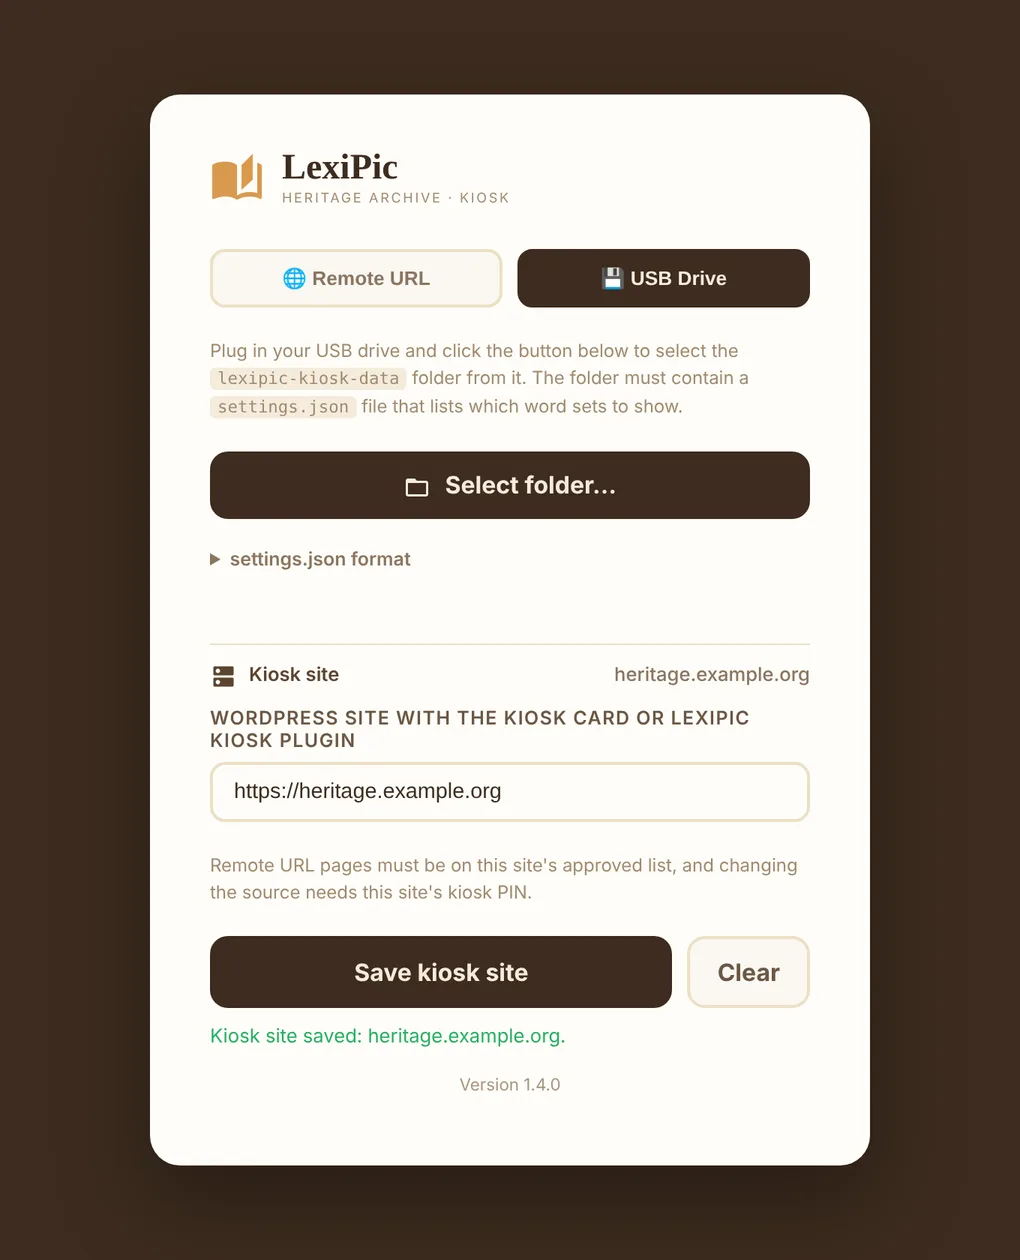 LexiPic
HERITAGE ARCHIVE · KIOSK
🌐 Remote URL
💾 USB Drive
Plug in your USB drive and click the button below to select the
lexipic-kiosk-data folder from it. The folder must contain a
settings.json file that lists which word sets to show.
Select folder…
settings.json format
Kiosk site
heritage.example.org
WORDPRESS SITE WITH THE KIOSK CARD OR LEXIPIC
KIOSK PLUGIN
https://heritage.example.org
Remote URL pages must be on this site's approved list, and changing
the source needs this site's kiosk PIN.
Save kiosk site
Clear
Kiosk site saved: heritage.example.org.
Version 1.4.0